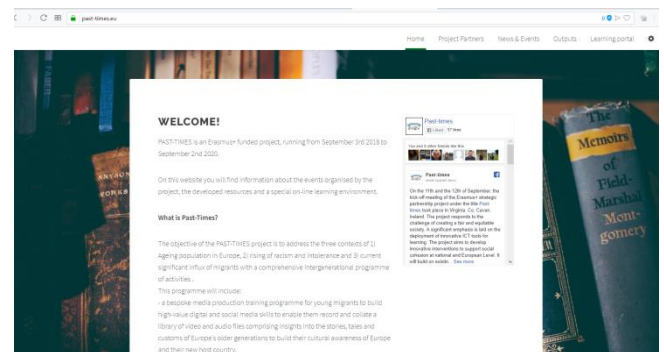 past-times.eu
Home Project Partners News & Events Outputs Learning portal
WELCOME!
PAST-TIMES is an Erasmus+ funded project, running from September 3rd 2018 to
September 2nd 2020.
On this website you will find information about the events organised by the
project, the developed resources and a special on-line learning environment.
What is Past-Times?
The objective of the PAST-TIMES project is to address the three contexts of 1)
Ageing population in Europe, 2) rising of racism and intolerance and 3) current
significant influx of migrants with a comprehensive intergenerational programme
of activities .
This programme will include:
- a bespoke media production training programme for young migrants to build
high-value digital and social media skills to enable them record and collate a
library of video and audio files comprising insights into the stories, tales and
customs of Europe's older generations to build their cultural awareness of Europe
and their new host country.
Past-times
Liked 57 likes
You and 8 other friends like this
Past-times
On the 11th and the 12th of September, the
kick off meeting of the Erasmus+ strategic
partnership project under the title Past-
times took place in Virginia, Co. Cavan,
Ireland. The project responds to the
challenge of creating a fair and equitable
society. A significant emphasis is laid on the
deployment of innovative ICT tools for
learning. The project aims to develop
innovative interventions to support social
cohesion at national and European Level. It
will build on existin... See more
The
Memoirs
of
Field-
Marshal
Mont-
gomery